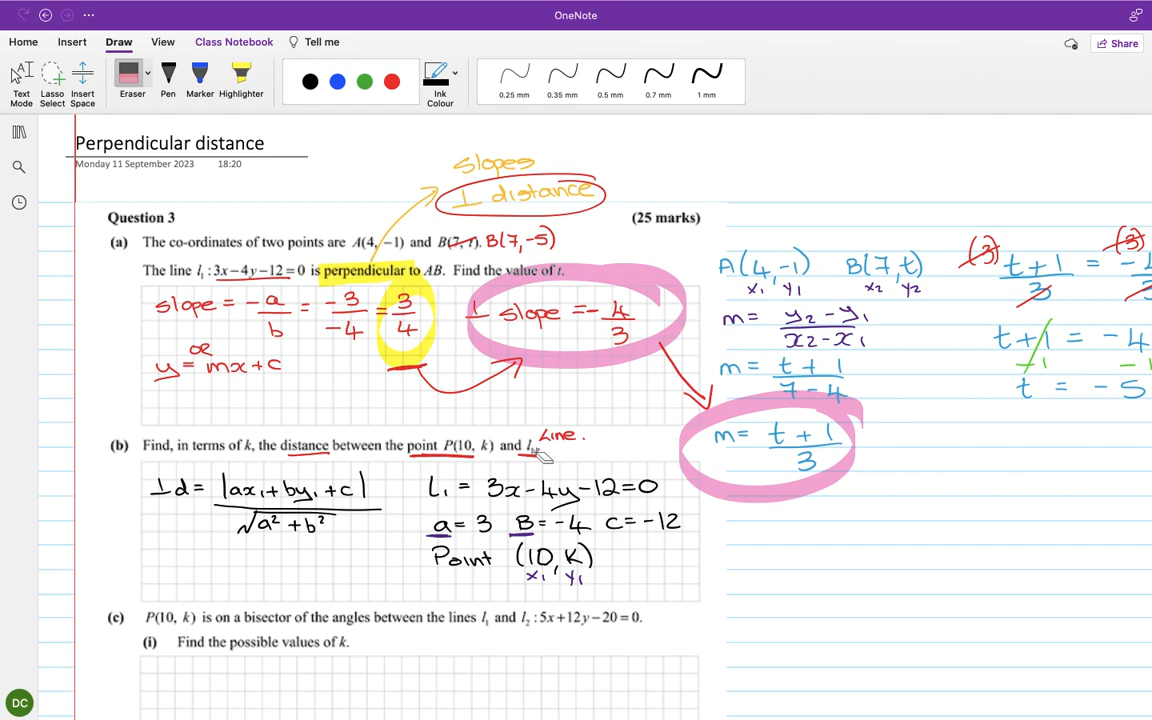 OneNote
Home Insert Draw View Class Notebook Tell me
Share
Text Mode
Lasso Select
Insert Space
Eraser
Pen
Marker
Highlighter
Ink Colour
0.25 mm 0.35 mm 0.5 mm 0.7 mm 1 mm
Perpendicular distance
Monday 11 September 2023 18:20
slopes
⊥ distance
Question 3 (25 marks)
(a) The co-ordinates of two points are A(4, −1) and B(7, t). B(7, -5)
The line l₁ : 3x−4y−12=0 is perpendicular to AB. Find the value of t.
slope = -a/b = -3/-4 = 3/4
⊥ slope = -4/3
or
y = mx+c
A(4,-1) B(7,t)
x₁ y₁ x₂ y₂
m = y₂-y₁/x₂-x₁
m = t+1/7-4
m = t+1/3
(3) t+1/3 = -4 (3)
t+1 = -4
-1 -1
t = -5
(b) Find, in terms of k, the distance between the point P(10, k) and l₁ Line.
⊥d = |ax₁+by₁+c|/√a²+b²
L₁ = 3x-4y-12=0
a=3 B=-4 c=-12
Point (10,K)
x₁ y₁
(c) P(10, k) is on a bisector of the angles between the lines l₁ and l₂ : 5x+12y−20=0.
(i) Find the possible values of k.
DC